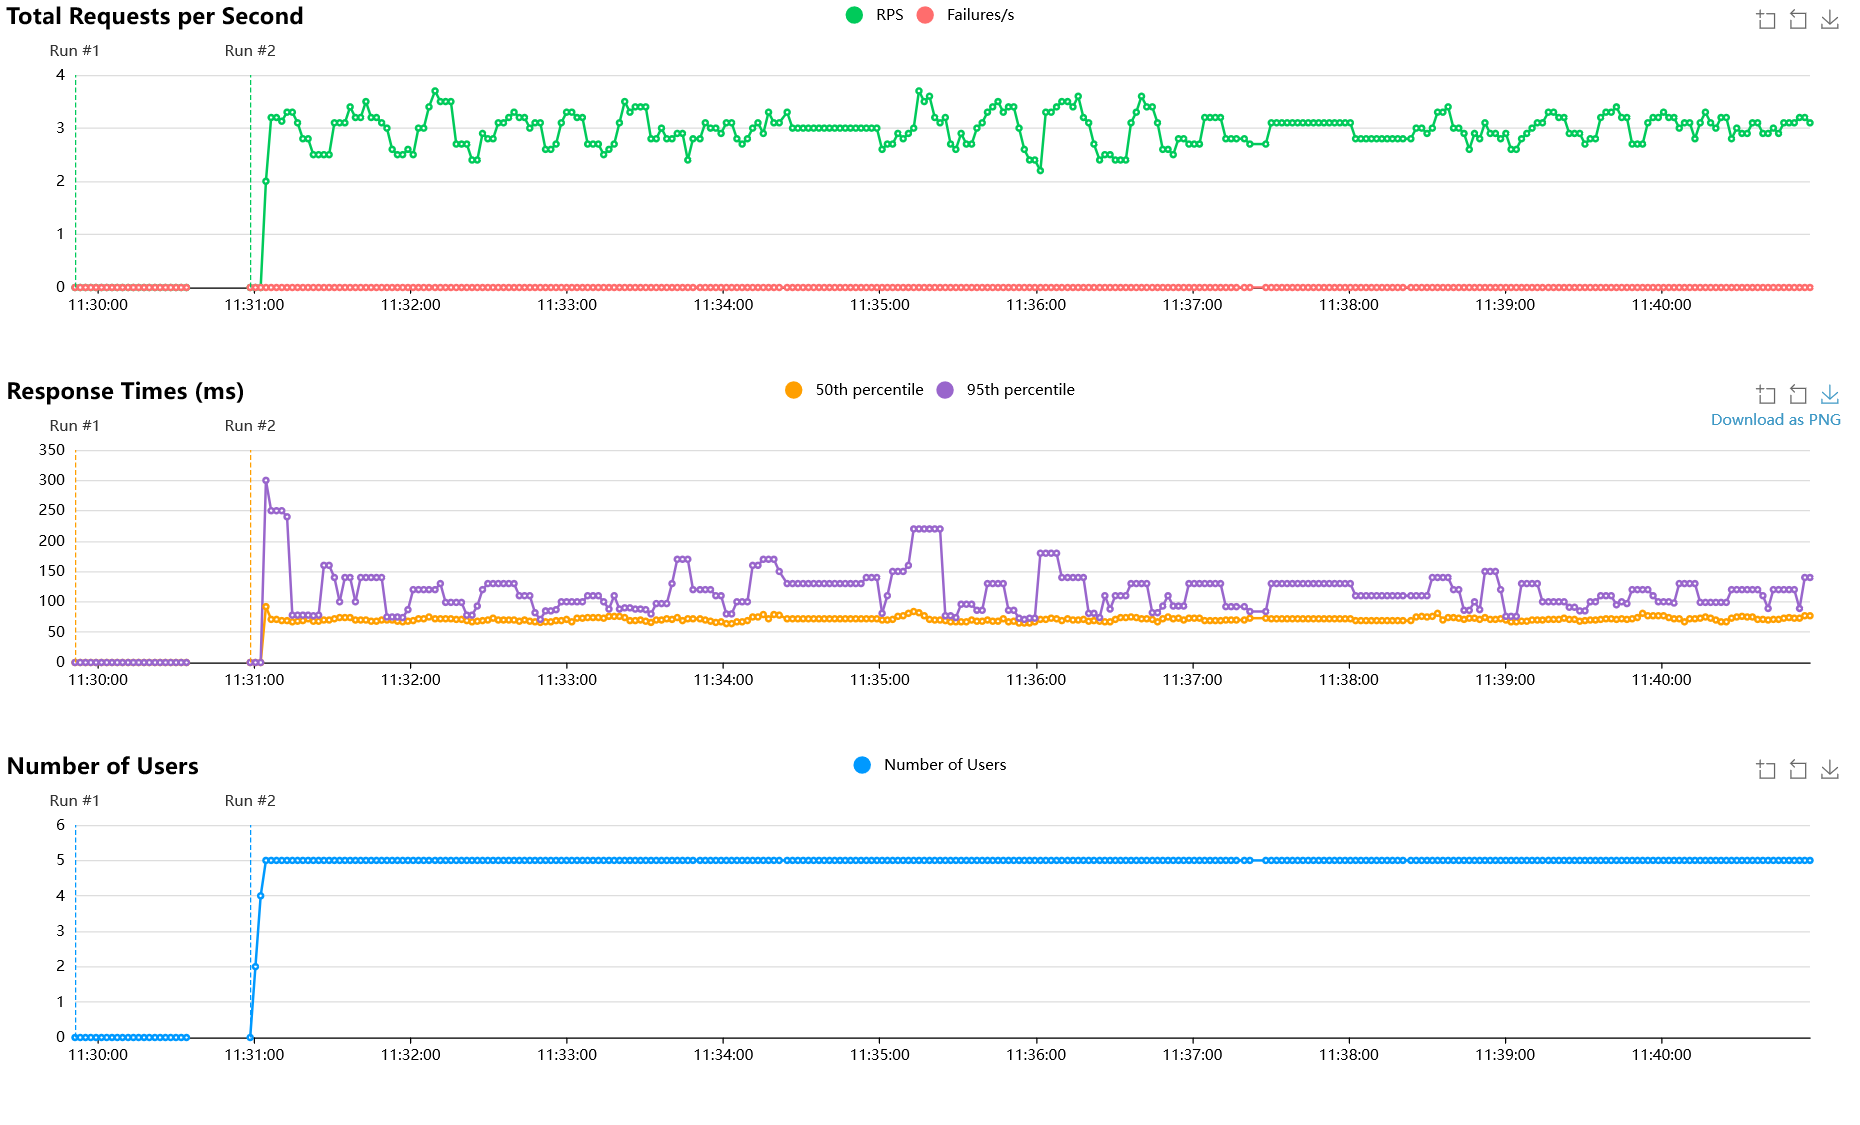 Total Requests per Second
RPS Failures/s
Run #1 Run #2
4
3
2
1
0
11:30:00 11:31:00 11:32:00 11:33:00 11:34:00 11:35:00 11:36:00 11:37:00 11:38:00 11:39:00 11:40:00
Response Times (ms)
50th percentile 95th percentile
Download as PNG
Run #1 Run #2
350
300
250
200
150
100
50
0
11:30:00 11:31:00 11:32:00 11:33:00 11:34:00 11:35:00 11:36:00 11:37:00 11:38:00 11:39:00 11:40:00
Number of Users
Number of Users
Run #1 Run #2
6
5
4
3
2
1
0
11:30:00 11:31:00 11:32:00 11:33:00 11:34:00 11:35:00 11:36:00 11:37:00 11:38:00 11:39:00 11:40:00